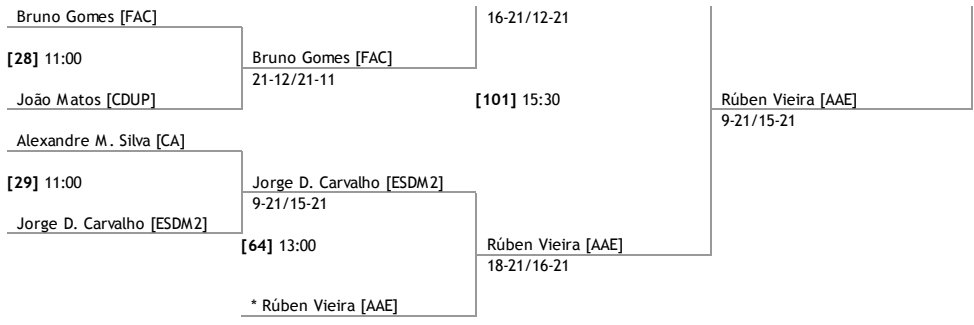 Bruno Gomes [FAC]
16-21/12-21
[28] 11:00
Bruno Gomes [FAC]
21-12/21-11
João Matos [CDUP]
[101] 15:30
Rúben Vieira [AAE]
9-21/15-21
Alexandre M. Silva [CA]
[29] 11:00
Jorge D. Carvalho [ESDM2]
9-21/15-21
Jorge D. Carvalho [ESDM2]
[64] 13:00
Rúben Vieira [AAE]
18-21/16-21
* Rúben Vieira [AAE]